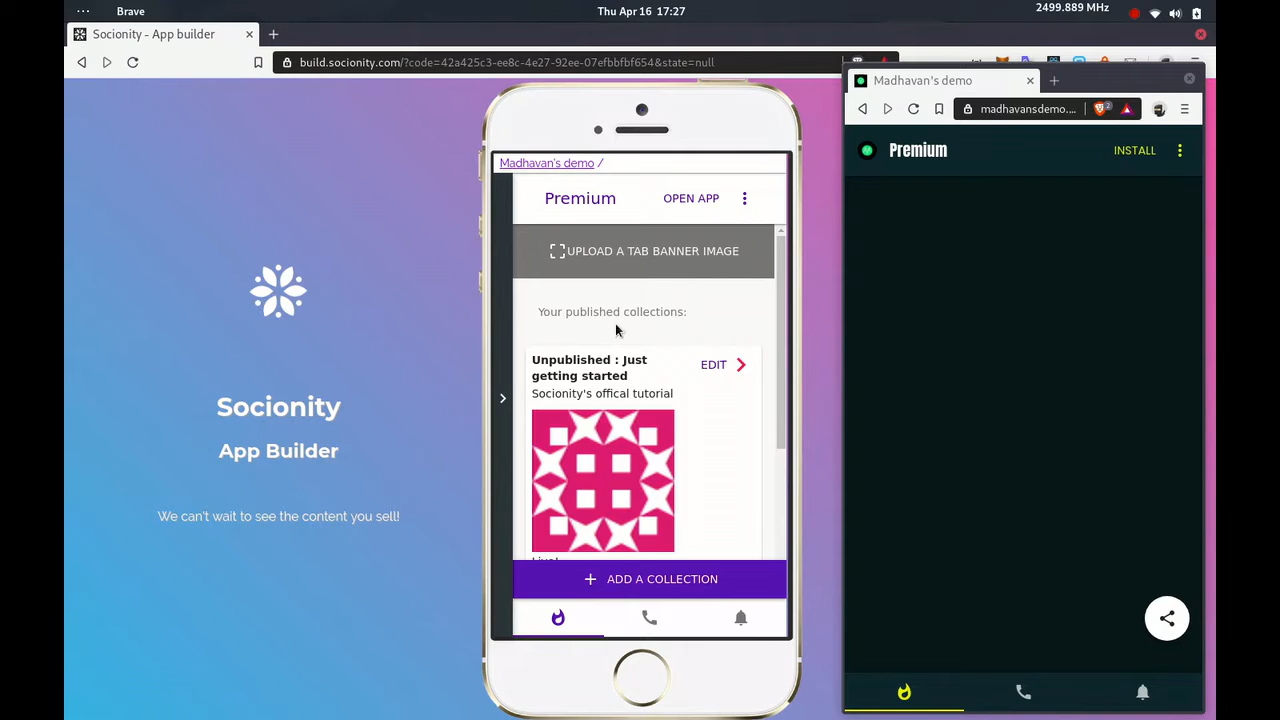 Brave
Thu Apr 16 17:27
2499.889 MHz
Socionity - App builder
build.socionity.com/?code=42a425c3-ee8c-4e27-92ee-07efbbfbf654&state=null
Madhavan's demo
madhavansdemo....
2
Premium
INSTALL
Madhavan's demo /
Premium
OPEN APP
UPLOAD A TAB BANNER IMAGE
Your published collections:
Unpublished : Just
getting started
EDIT
Socionity's offical tutorial
ADD A COLLECTION
Socionity
App Builder
We can't wait to see the content you sell!